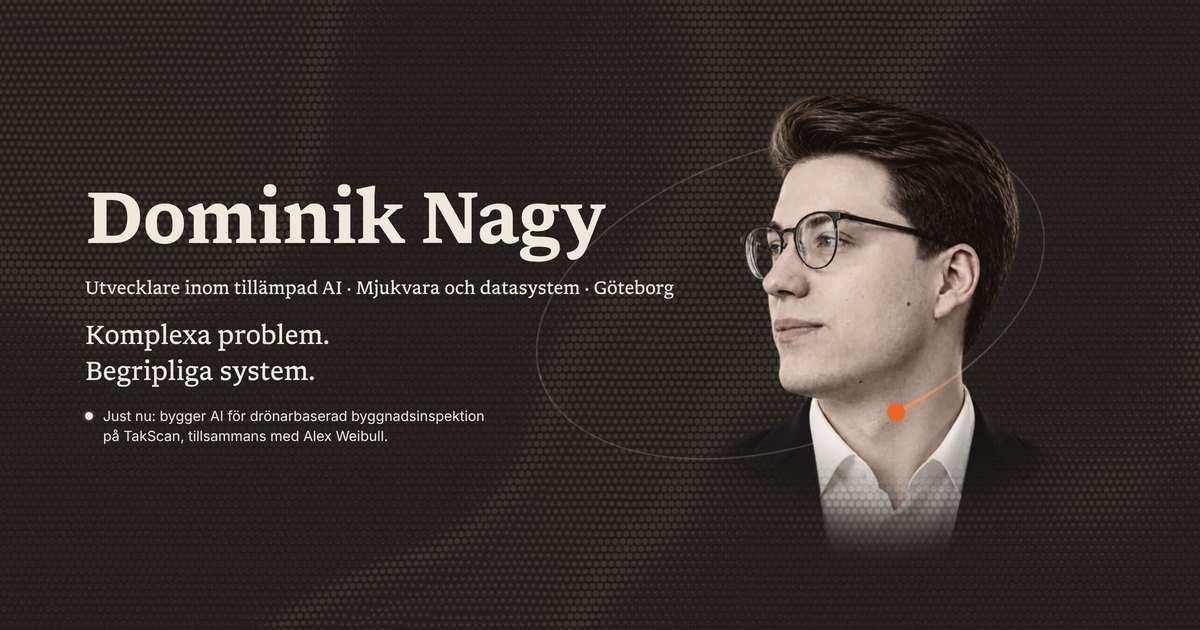 Dominik Nagy
Utvecklare inom tillämpad AI · Mjukvara och datasystem · Göteborg
Komplexa problem.
Begripliga system.
Just nu: bygger AI för drönarbaserad byggnadsinspektion
på TakScan, tillsammans med Alex Weibull.